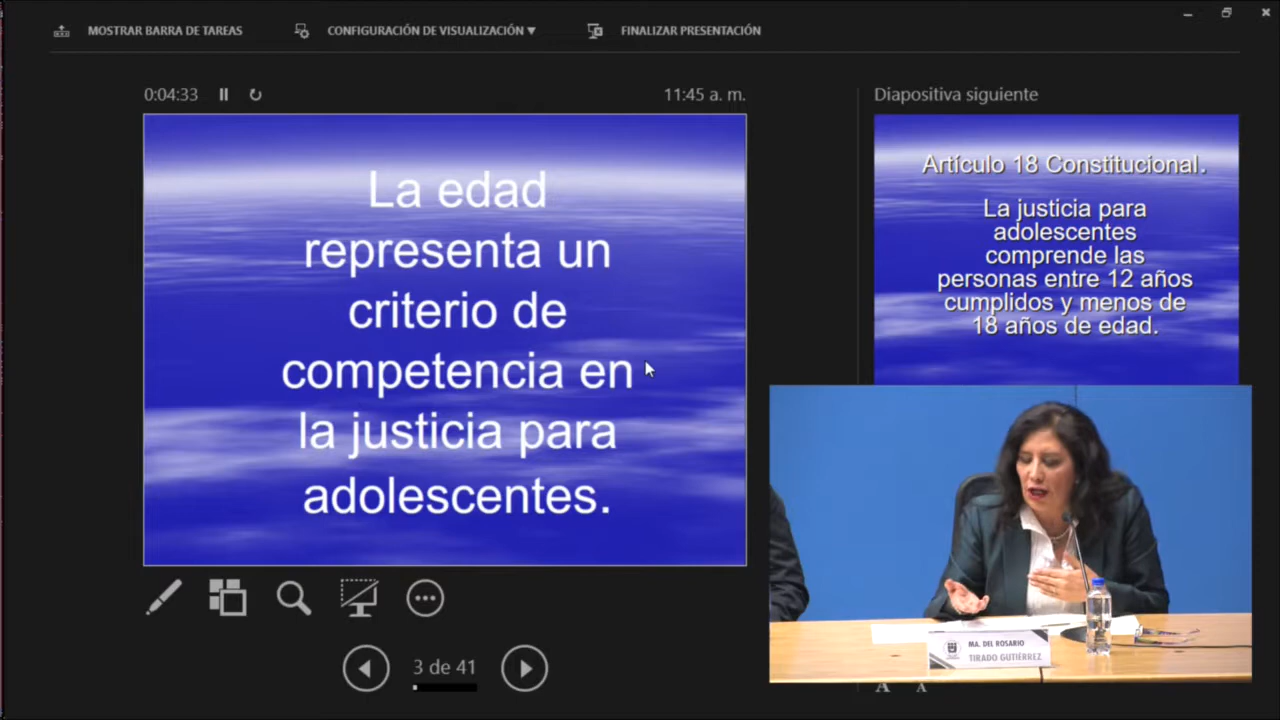 MOSTRAR BARRA DE TAREAS
CONFIGURACIÓN DE VISUALIZACIÓN ▼
FINALIZAR PRESENTACIÓN
0:04:33
11:45 a. m.
Diapositiva siguiente
La edad
representa un
criterio de
competencia en
la justicia para
adolescentes.
Artículo 18 Constitucional.
La justicia para
adolescentes
comprende las
personas entre 12 años
cumplidos y menos de
18 años de edad.
MA. DEL ROSARIO
TIRADO GUTIÉRREZ
3 de 41
A A